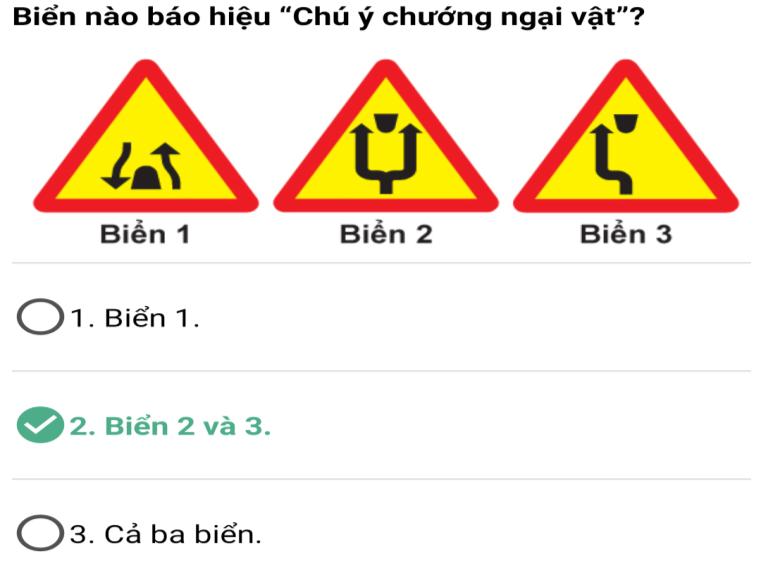 Biển nào báo hiệu “Chú ý chướng ngại vật”?
Biển 1 Biển 2 Biển 3
1. Biển 1.
2. Biển 2 và 3.
3. Cả ba biển.